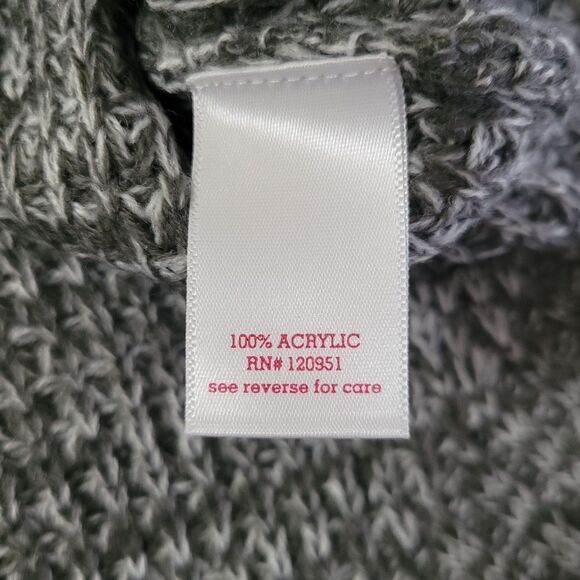 100% ACRYLIC
RN# 120951
see reverse for care